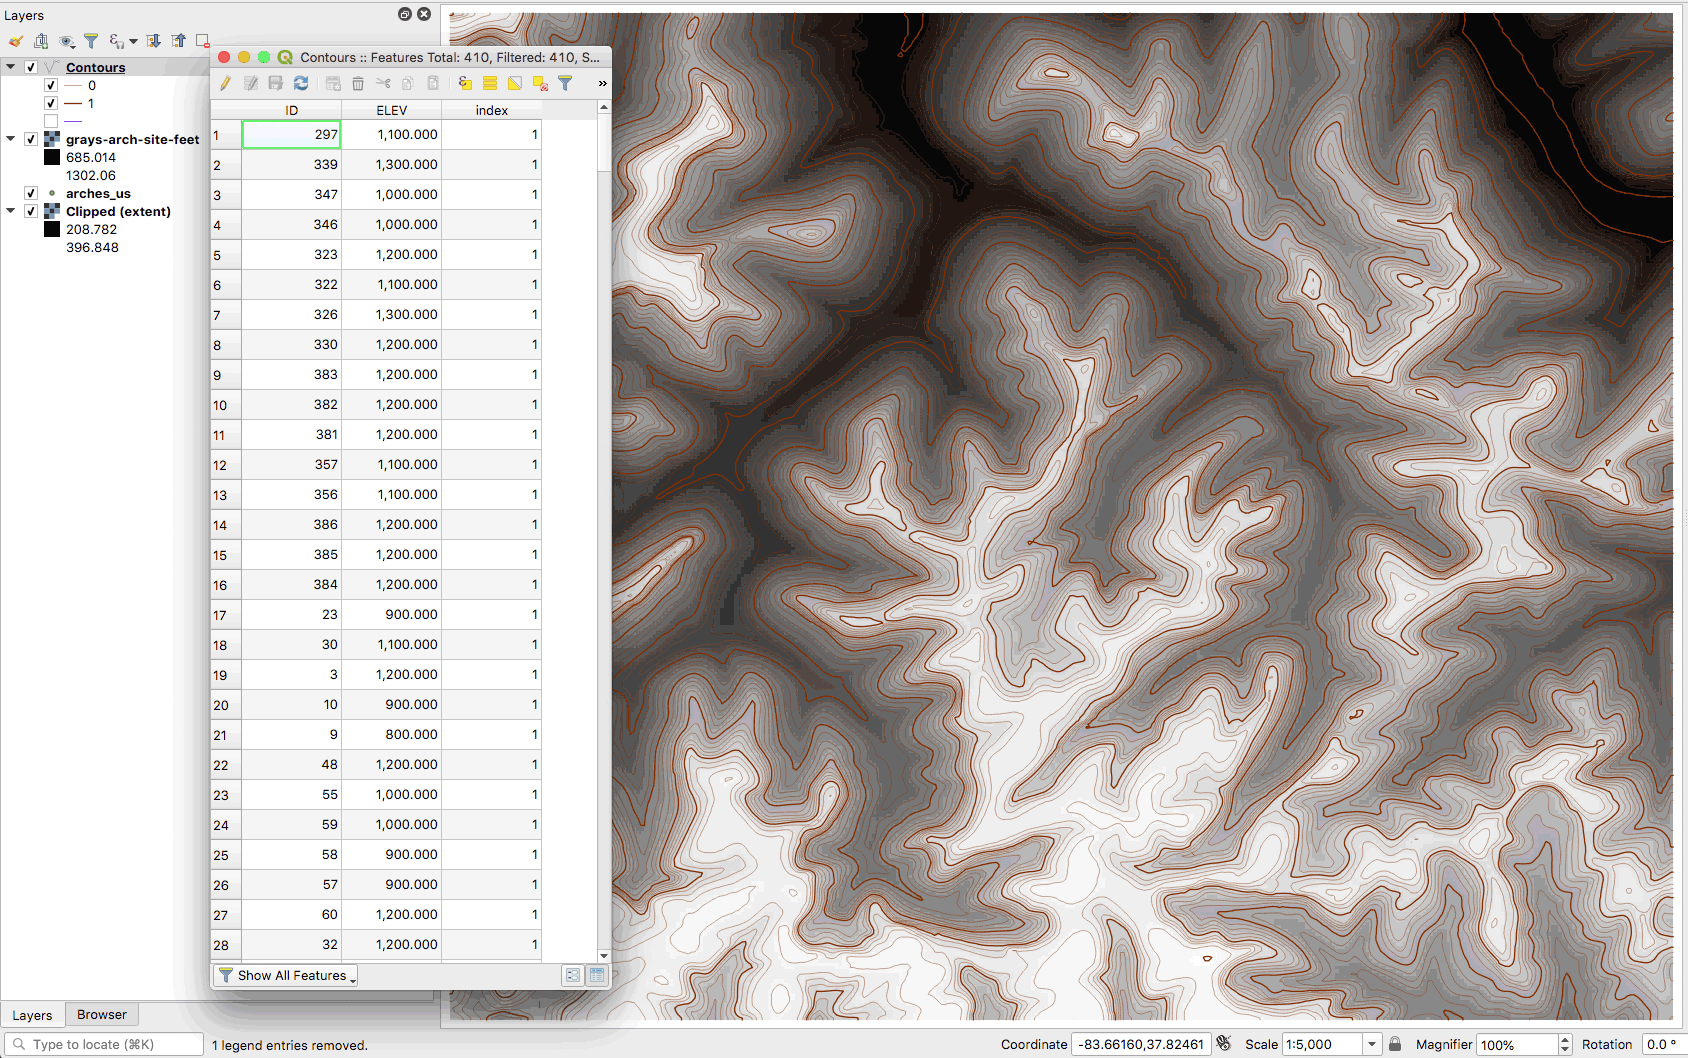 Layers
Contours
0
1
grays-arch-site-feet
685.014
1302.06
arches_us
Clipped (extent)
208.782
396.848
Contours :: Features Total: 410, Filtered: 410, S...
»
ID ELEV index
1 297 1,100.000 1
2 339 1,300.000 1
3 347 1,000.000 1
4 346 1,000.000 1
5 323 1,200.000 1
6 322 1,100.000 1
7 326 1,300.000 1
8 330 1,200.000 1
9 383 1,200.000 1
10 382 1,200.000 1
11 381 1,200.000 1
12 357 1,100.000 1
13 356 1,100.000 1
14 386 1,200.000 1
15 385 1,200.000 1
16 384 1,200.000 1
17 23 900.000 1
18 30 1,100.000 1
19 3 1,200.000 1
20 10 900.000 1
21 9 800.000 1
22 48 1,200.000 1
23 55 1,000.000 1
24 59 1,000.000 1
25 58 900.000 1
26 57 900.000 1
27 60 1,200.000 1
28 32 1,200.000 1
Show All Features
Layers Browser
Type to locate (⌘K) 1 legend entries removed. Coordinate -83.66160,37.82461 Scale 1:5,000 Magnifier 100% Rotation 0.0 °